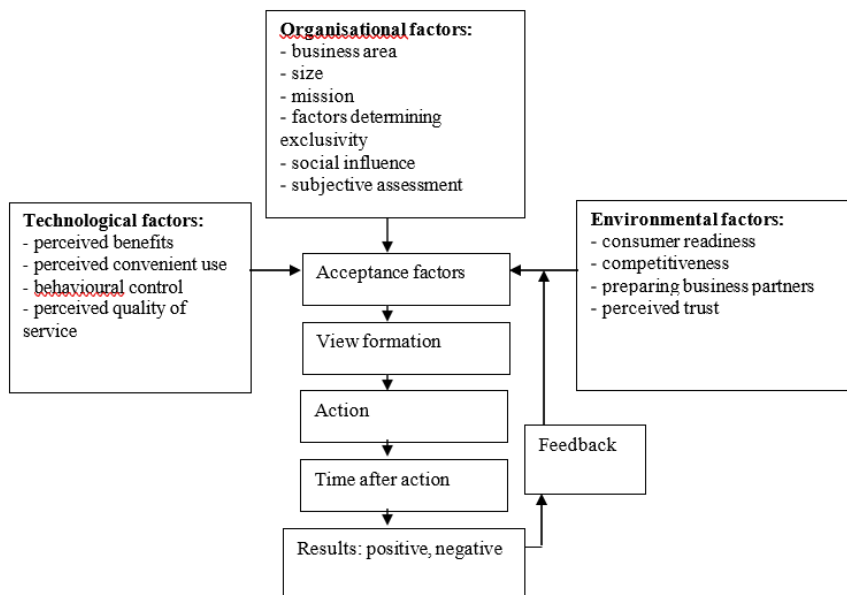 Organisational factors:
- business area
- size
- mission
- factors determining
exclusivity
- social influence
- subjective assessment
Technological factors:
- perceived benefits
- perceived convenient use
- behavioural control
- perceived quality of
service
Environmental factors:
- consumer readiness
- competitiveness
- preparing business partners
- perceived trust
Acceptance factors
View formation
Action
Time after action
Results: positive, negative
Feedback